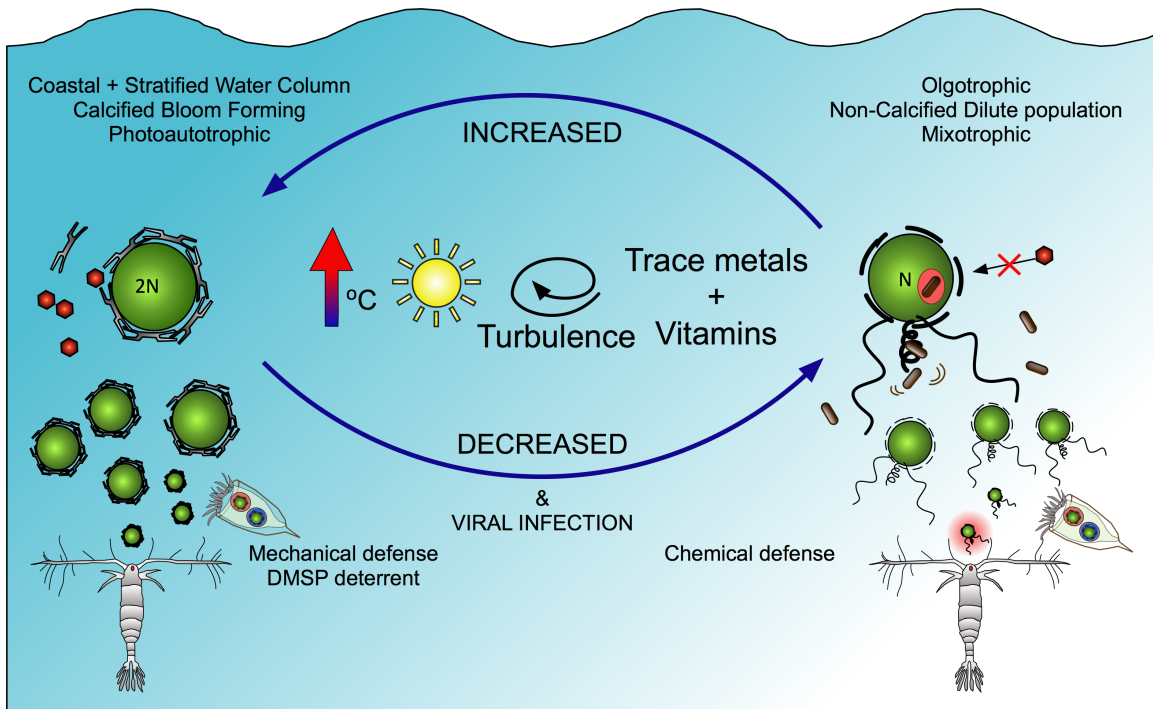 Coastal + Stratified Water Column
Calcified Bloom Forming
Photoautotrophic
INCREASED
Olgotrophic
Non-Calcified Dilute population
Mixotrophic
2N
ºC
Turbulence
Trace metals
+
Vitamins
N
DECREASED
&
VIRAL INFECTION
Mechanical defense
DMSP deterrent
Chemical defense